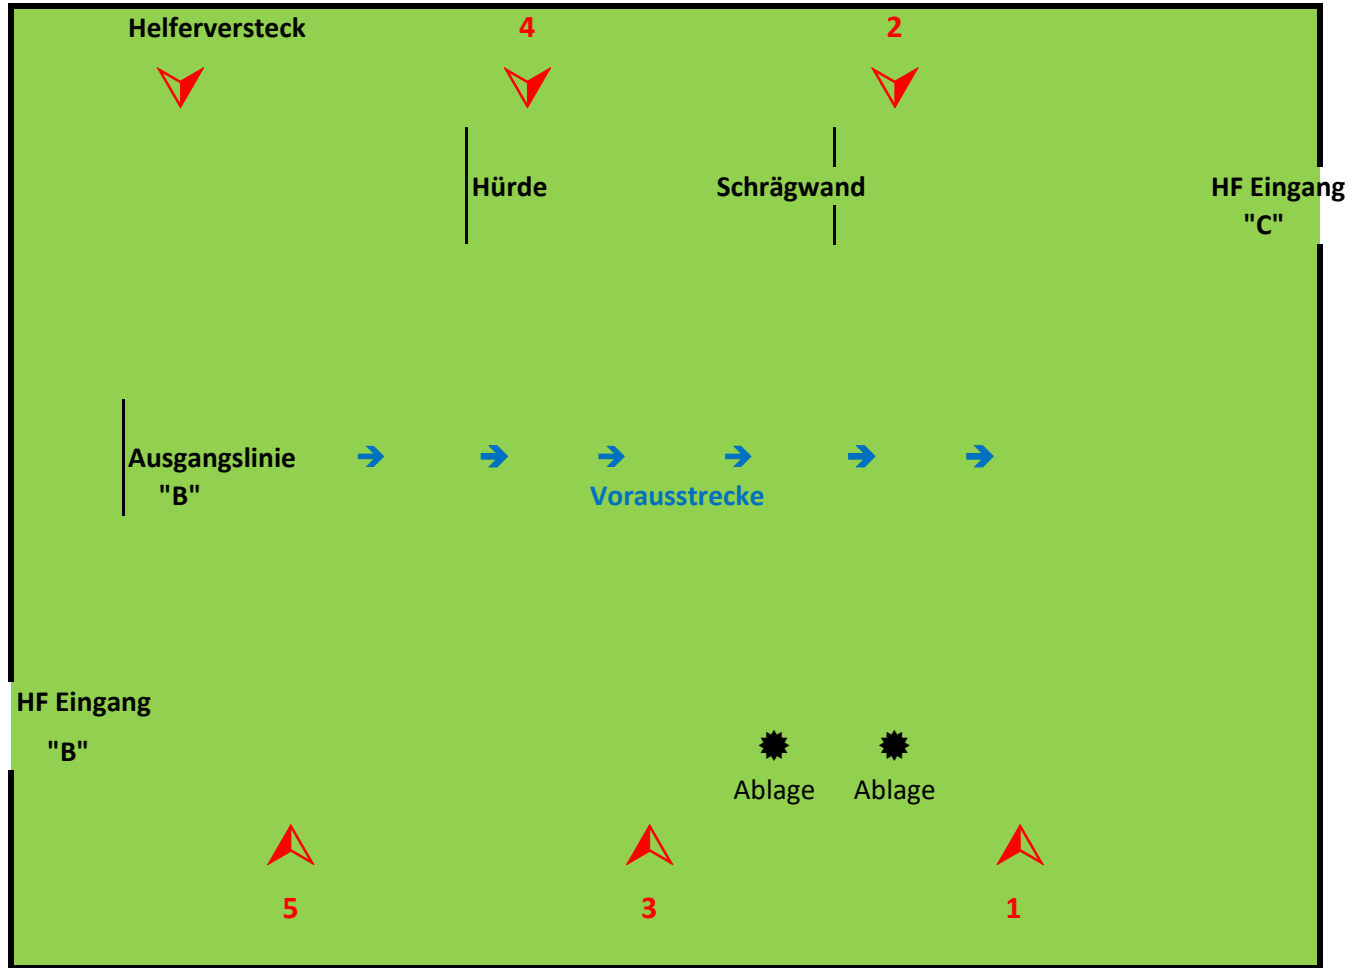 Helferversteck 4 2
Hürde Schrägwand HF Eingang
"C"
Ausgangslinie
"B" Vorausstrecke
HF Eingang
"B"
Ablage Ablage
5 3 1